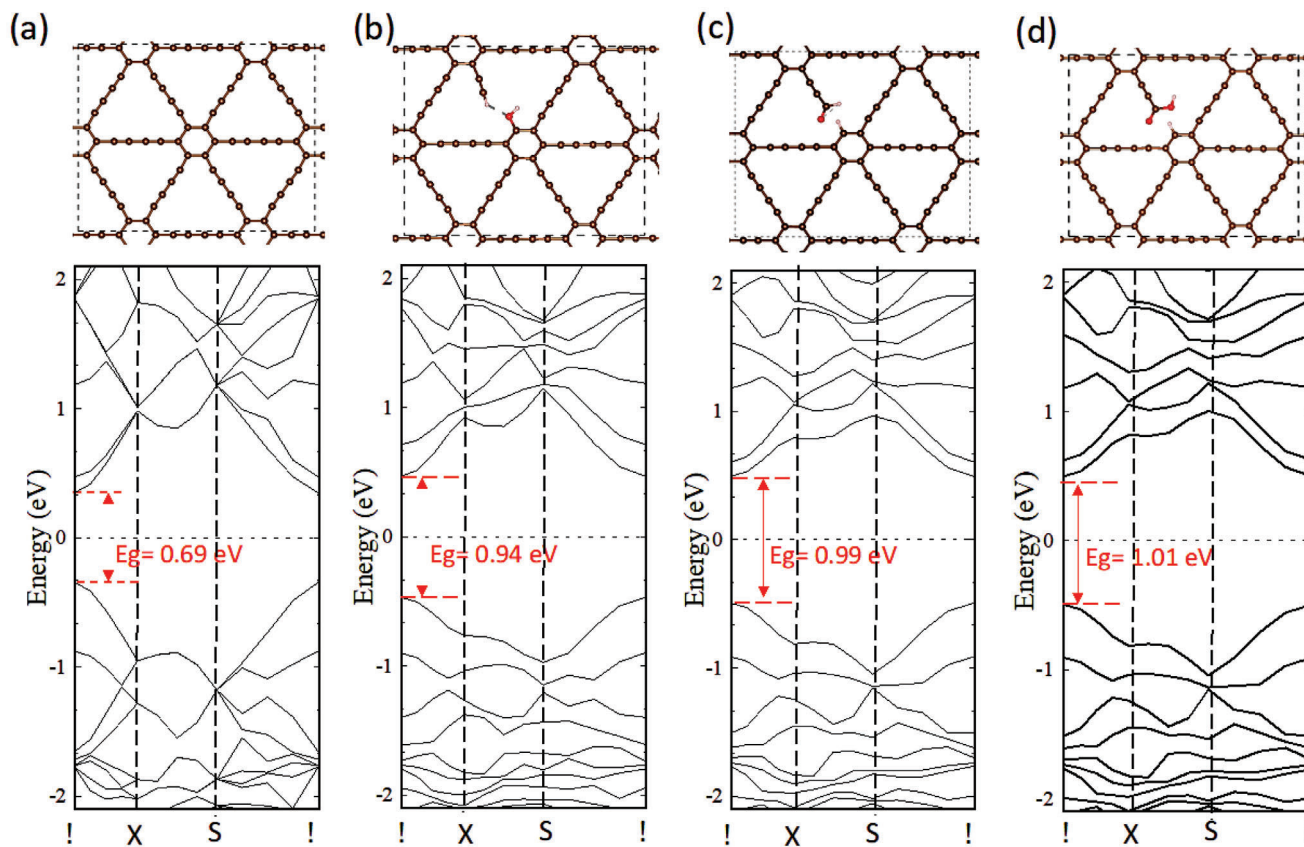 (a) (b) (c) (d)
2 2 2 2
1 1 1 1
0 0 0 0
-1 -1 -1 -1
-2 -2 -2 -2
Energy (eV) Energy (eV) Energy (eV) Energy (eV)
Eg= 0.69 eV Eg= 0.94 eV Eg= 0.99 eV Eg= 1.01 eV
! X S ! ! X S ! ! X S ! ! X S !